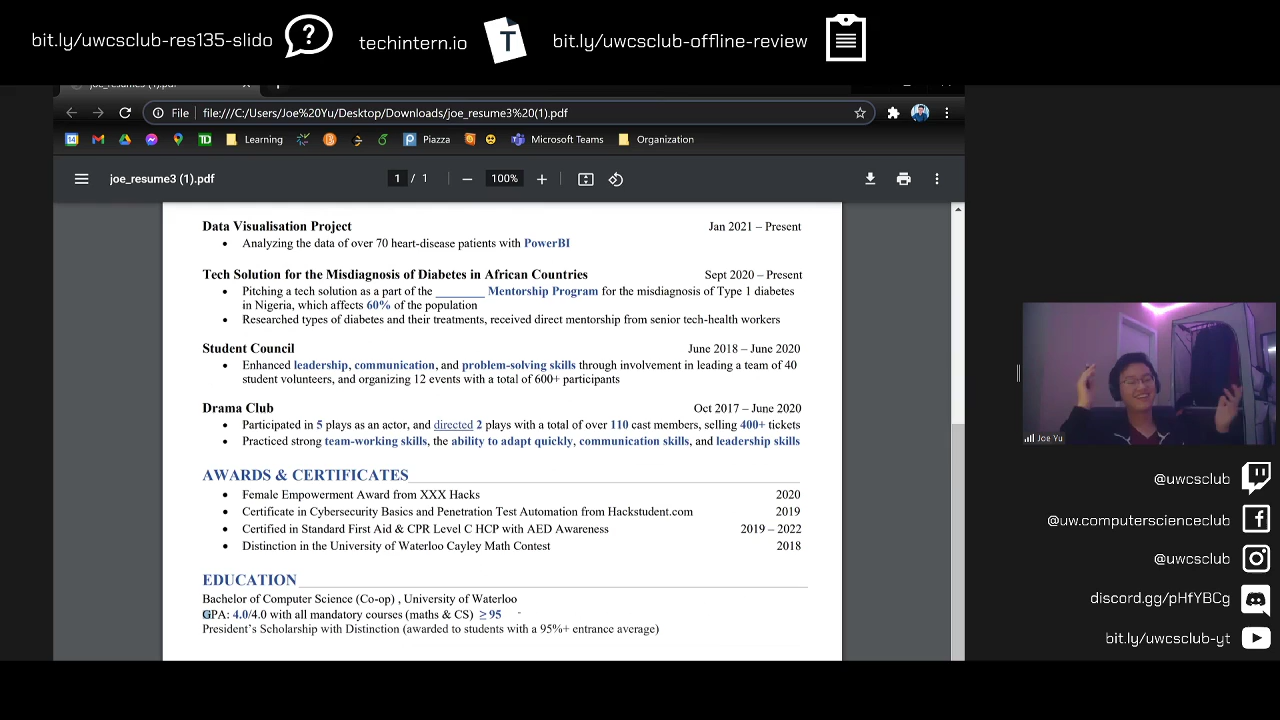 bit.ly/uwcsclub-res135-slido
?
techintern.io
T
bit.ly/uwcsclub-offline-review
File
file:///C:/Users/Joe%20Yu/Desktop/Downloads/joe_resume3%20(1).pdf
Learning
Piazza
Microsoft Teams
Organization
joe_resume3 (1).pdf
1 / 1
100%
Data Visualisation Project Jan 2021 – Present
• Analyzing the data of over 70 heart-disease patients with PowerBI
Tech Solution for the Misdiagnosis of Diabetes in African Countries Sept 2020 – Present
• Pitching a tech solution as a part of the ________ Mentorship Program for the misdiagnosis of Type 1 diabetes
in Nigeria, which affects 60% of the population
• Researched types of diabetes and their treatments, received direct mentorship from senior tech-health workers
Student Council June 2018 – June 2020
• Enhanced leadership, communication, and problem-solving skills through involvement in leading a team of 40
student volunteers, and organizing 12 events with a total of 600+ participants
Drama Club Oct 2017 – June 2020
• Participated in 5 plays as an actor, and directed 2 plays with a total of over 110 cast members, selling 400+ tickets
• Practiced strong team-working skills, the ability to adapt quickly, communication skills, and leadership skills
AWARDS & CERTIFICATES
• Female Empowerment Award from XXX Hacks 2020
• Certificate in Cybersecurity Basics and Penetration Test Automation from Hackstudent.com 2019
• Certified in Standard First Aid & CPR Level C HCP with AED Awareness 2019 – 2022
• Distinction in the University of Waterloo Cayley Math Contest 2018
EDUCATION
Bachelor of Computer Science (Co-op) , University of Waterloo
GPA: 4.0/4.0 with all mandatory courses (maths & CS) ≥ 95
President's Scholarship with Distinction (awarded to students with a 95%+ entrance average)
Joe Yu
@uwcsclub
@uw.computerscienceclub
@uwcsclub
discord.gg/pHfYBCg
bit.ly/uwcsclub-yt